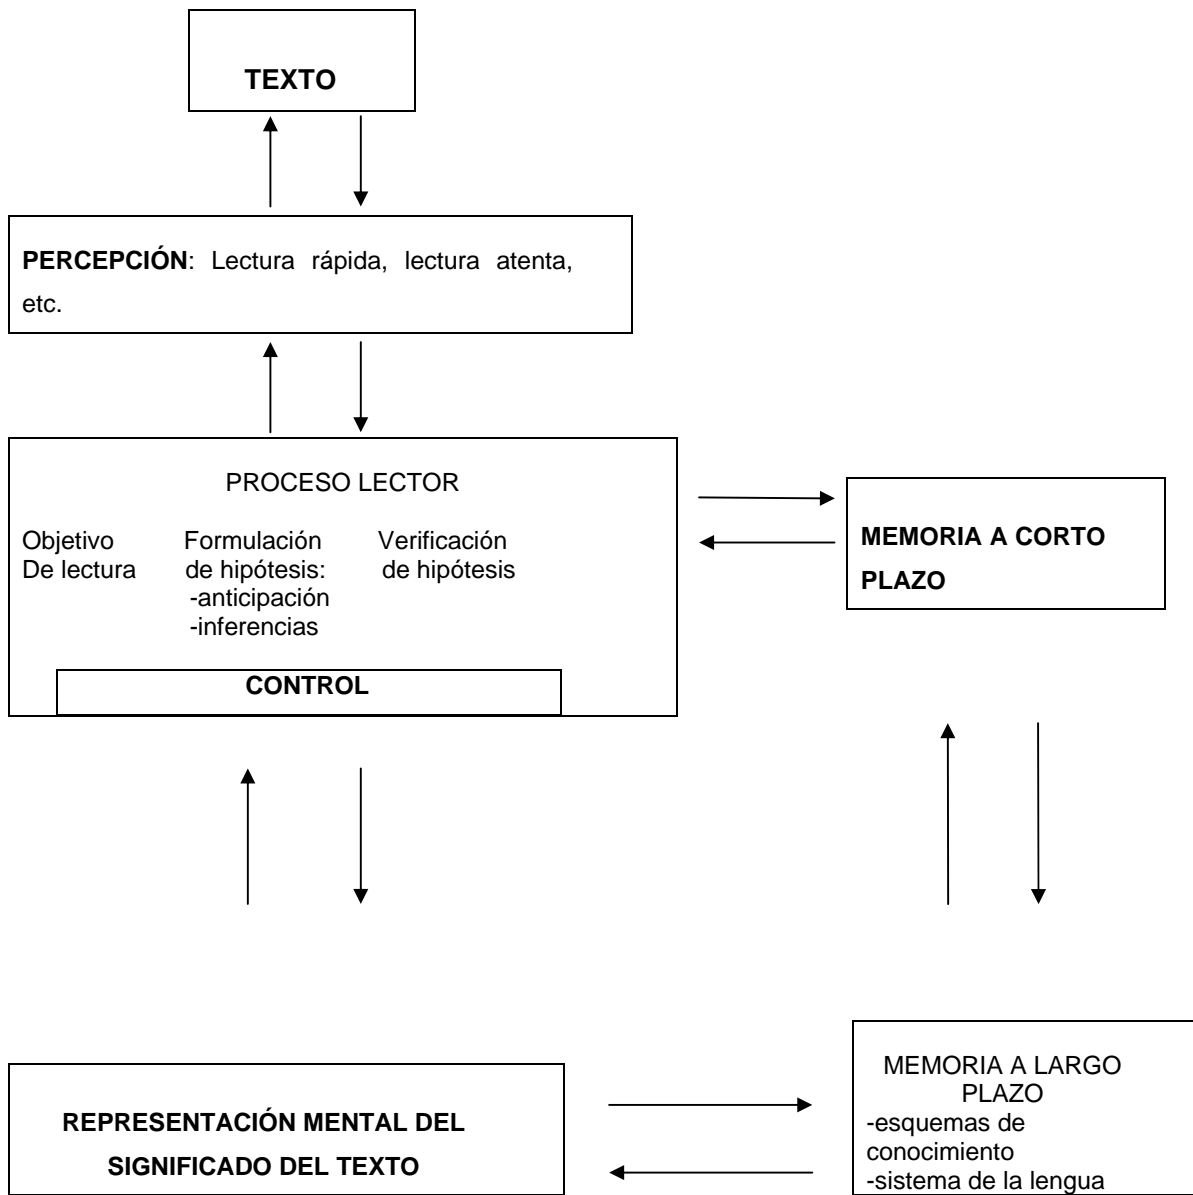 TEXTO
PERCEPCIÓN: Lectura rápida, lectura atenta,
etc.
PROCESO LECTOR
Objetivo
De lectura
Formulación
de hipótesis:
-anticipación
-inferencias
Verificación
de hipótesis
CONTROL
MEMORIA A CORTO
PLAZO
REPRESENTACIÓN MENTAL DEL
SIGNIFICADO DEL TEXTO
MEMORIA A LARGO
PLAZO
-esquemas de
conocimiento
-sistema de la lengua